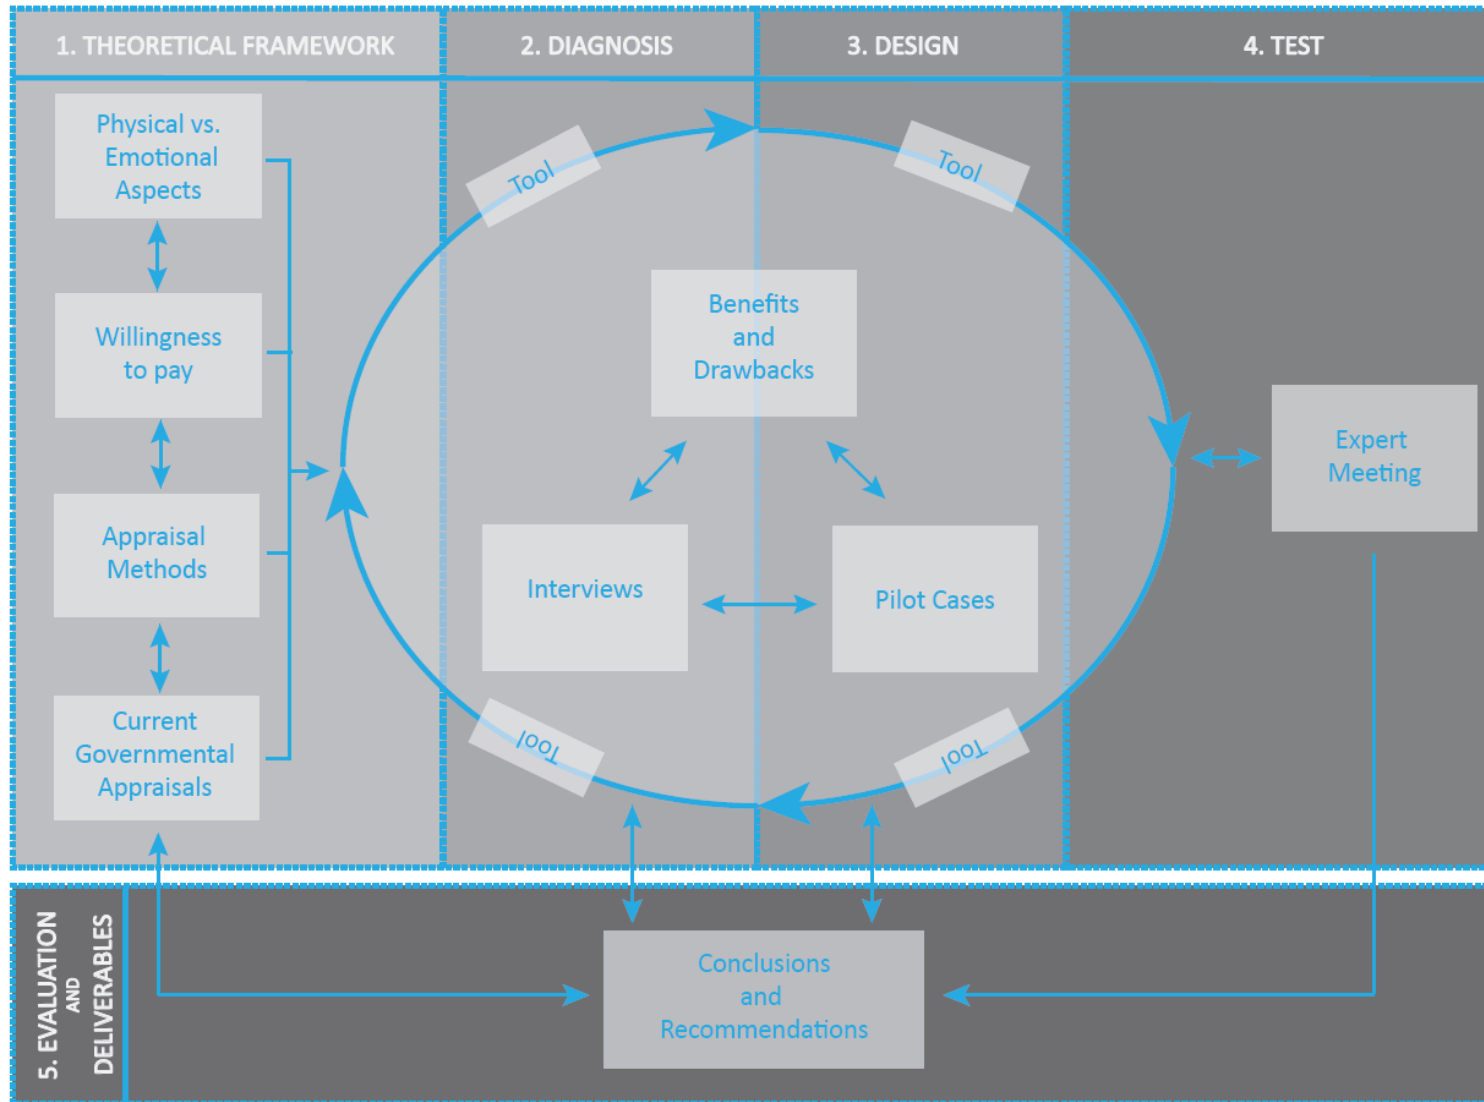 1. THEORETICAL FRAMEWORK
2. DIAGNOSIS
3. DESIGN
4. TEST
Physical vs.
Emotional
Aspects
Willingness
to pay
Appraisal
Methods
Current
Governmental
Appraisals
Tool
Tool
Benefits
and
Drawbacks
Interviews
Pilot Cases
Tool
Tool
Expert
Meeting
5. EVALUATION
AND
DELIVERABLES
Conclusions
and
Recommendations